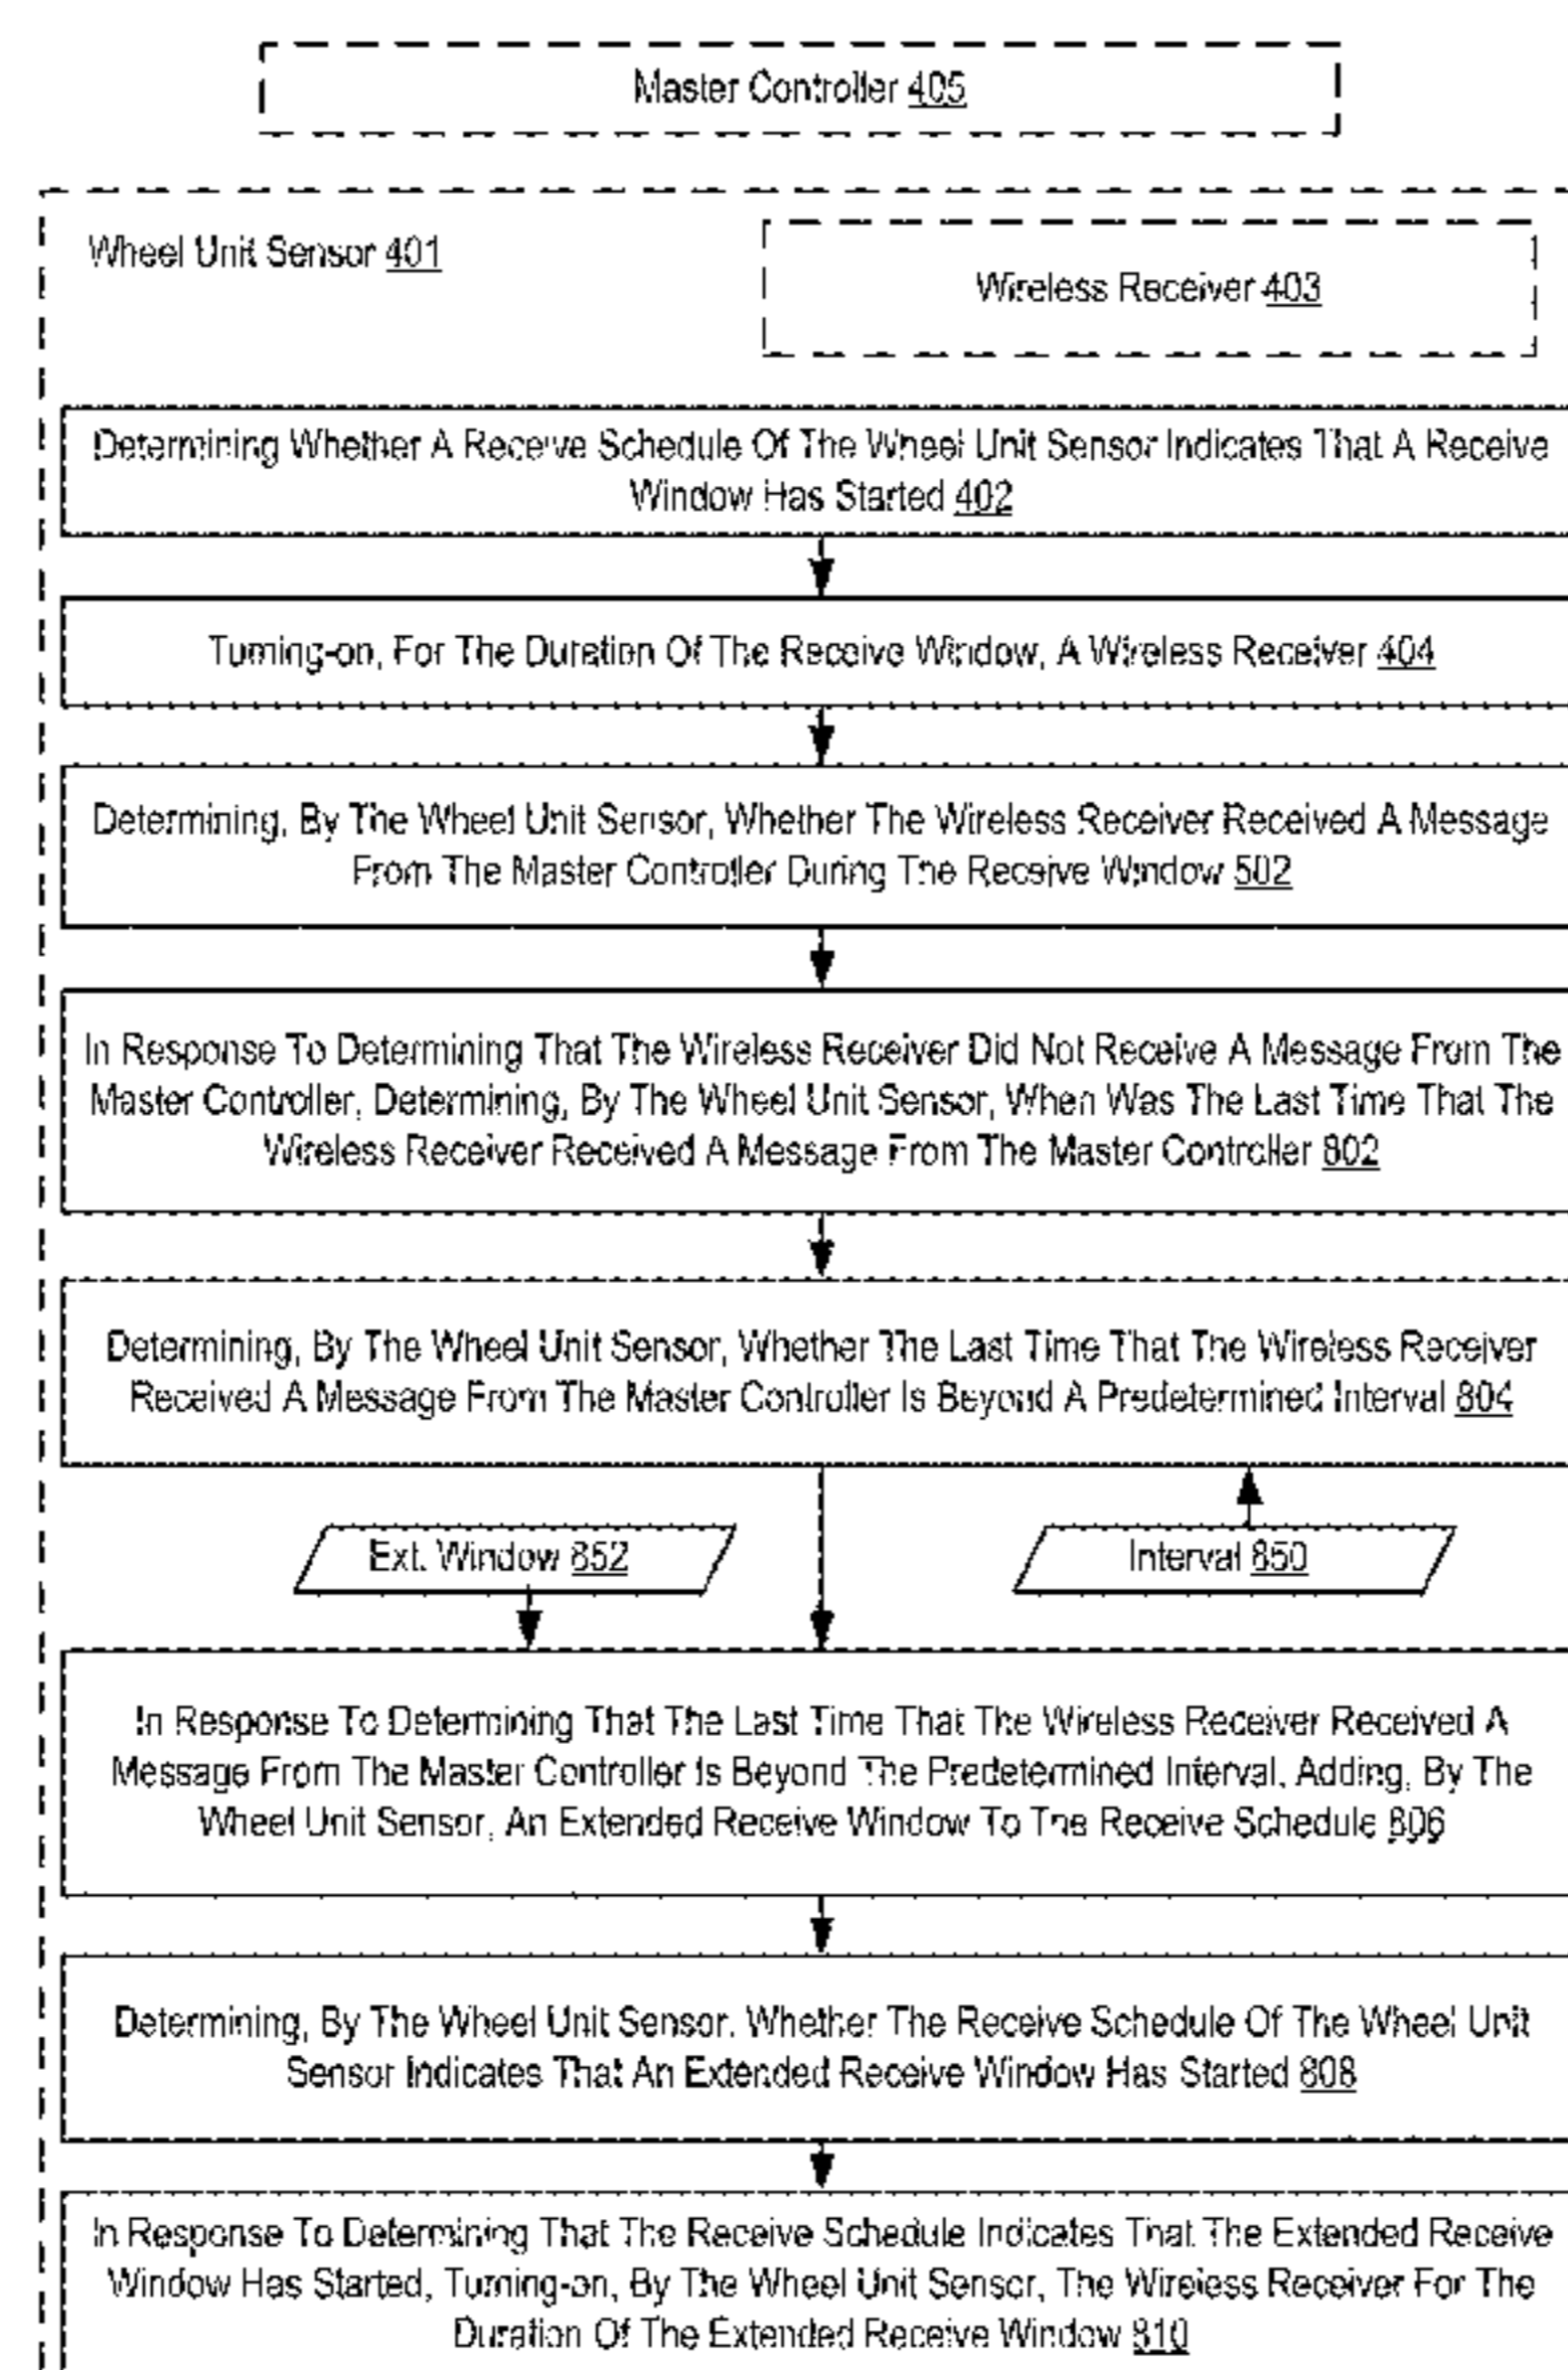 Master Controller 405
Wheel Unit Sensor 401
Wireless Receiver 403
Determining Whether A Receive Schedule Of The Wheel Unit Sensor Indicates That A Receive
Window Has Started 402
Turning-on, For The Duration Of The Receive Window, A Wireless Receiver 404
Determining, By The Wheel Unit Sensor, Whether The Wireless Receiver Received A Message
From The Master Controller During The Receive Window 502
In Response To Determining That The Wireless Receiver Did Not Receive A Message From The
Master Controller, Determining, By The Wheel Unit Sensor, When Was The Last Time That The
Wireless Receiver Received A Message From The Master Controller 802
Determining, By The Wheel Unit Sensor, Whether The Last Time That The Wireless Receiver
Received A Message From The Master Controller Is Beyond A Predetermined Interval 804
Ext. Window 852
Interval 850
In Response To Determining That The Last Time That The Wireless Receiver Received A
Message From The Master Controller Is Beyond The Predetermined Interval, Adding, By The
Wheel Unit Sensor, An Extended Receive Window To The Receive Schedule 806
Determining, By The Wheel Unit Sensor, Whether The Receive Schedule Of The Wheel Unit
Sensor Indicates That An Extended Receive Window Has Started 808
In Response To Determining That The Receive Schedule Indicates That The Extended Receive
Window Has Started, Turning-on, By The Wheel Unit Sensor, The Wireless Receiver For The
Duration Of The Extended Receive Window 810